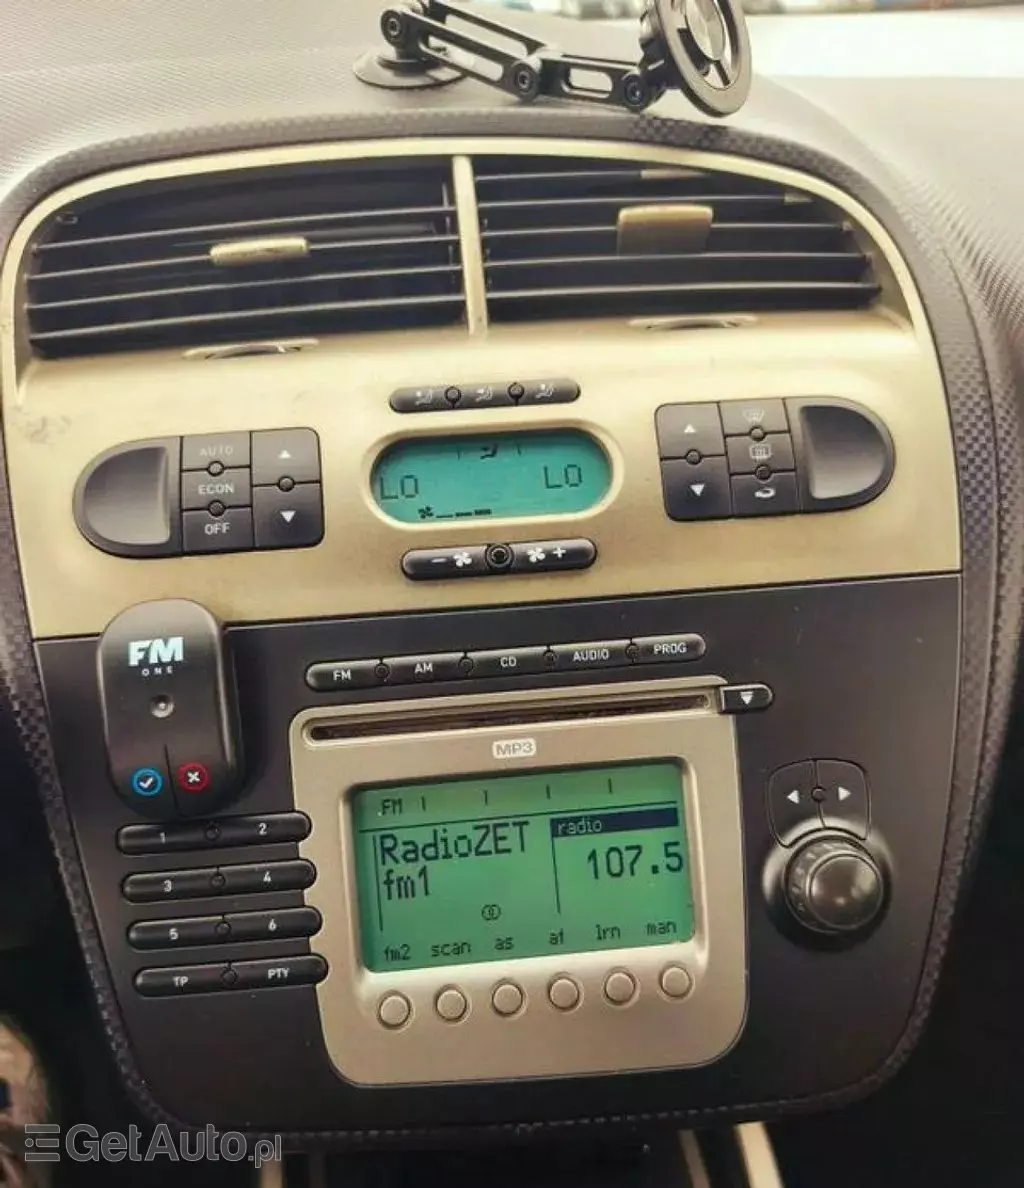 AUTO
ECON
OFF
LO
LO
- +
FM
ONE
FM AM CD AUDIO PROG
MP3
FM
RadioZET
fm1
radio
107.5
fm2 scan as af lrn man
1 2
3 4
5 6
TP PTY
GetAuto.pl